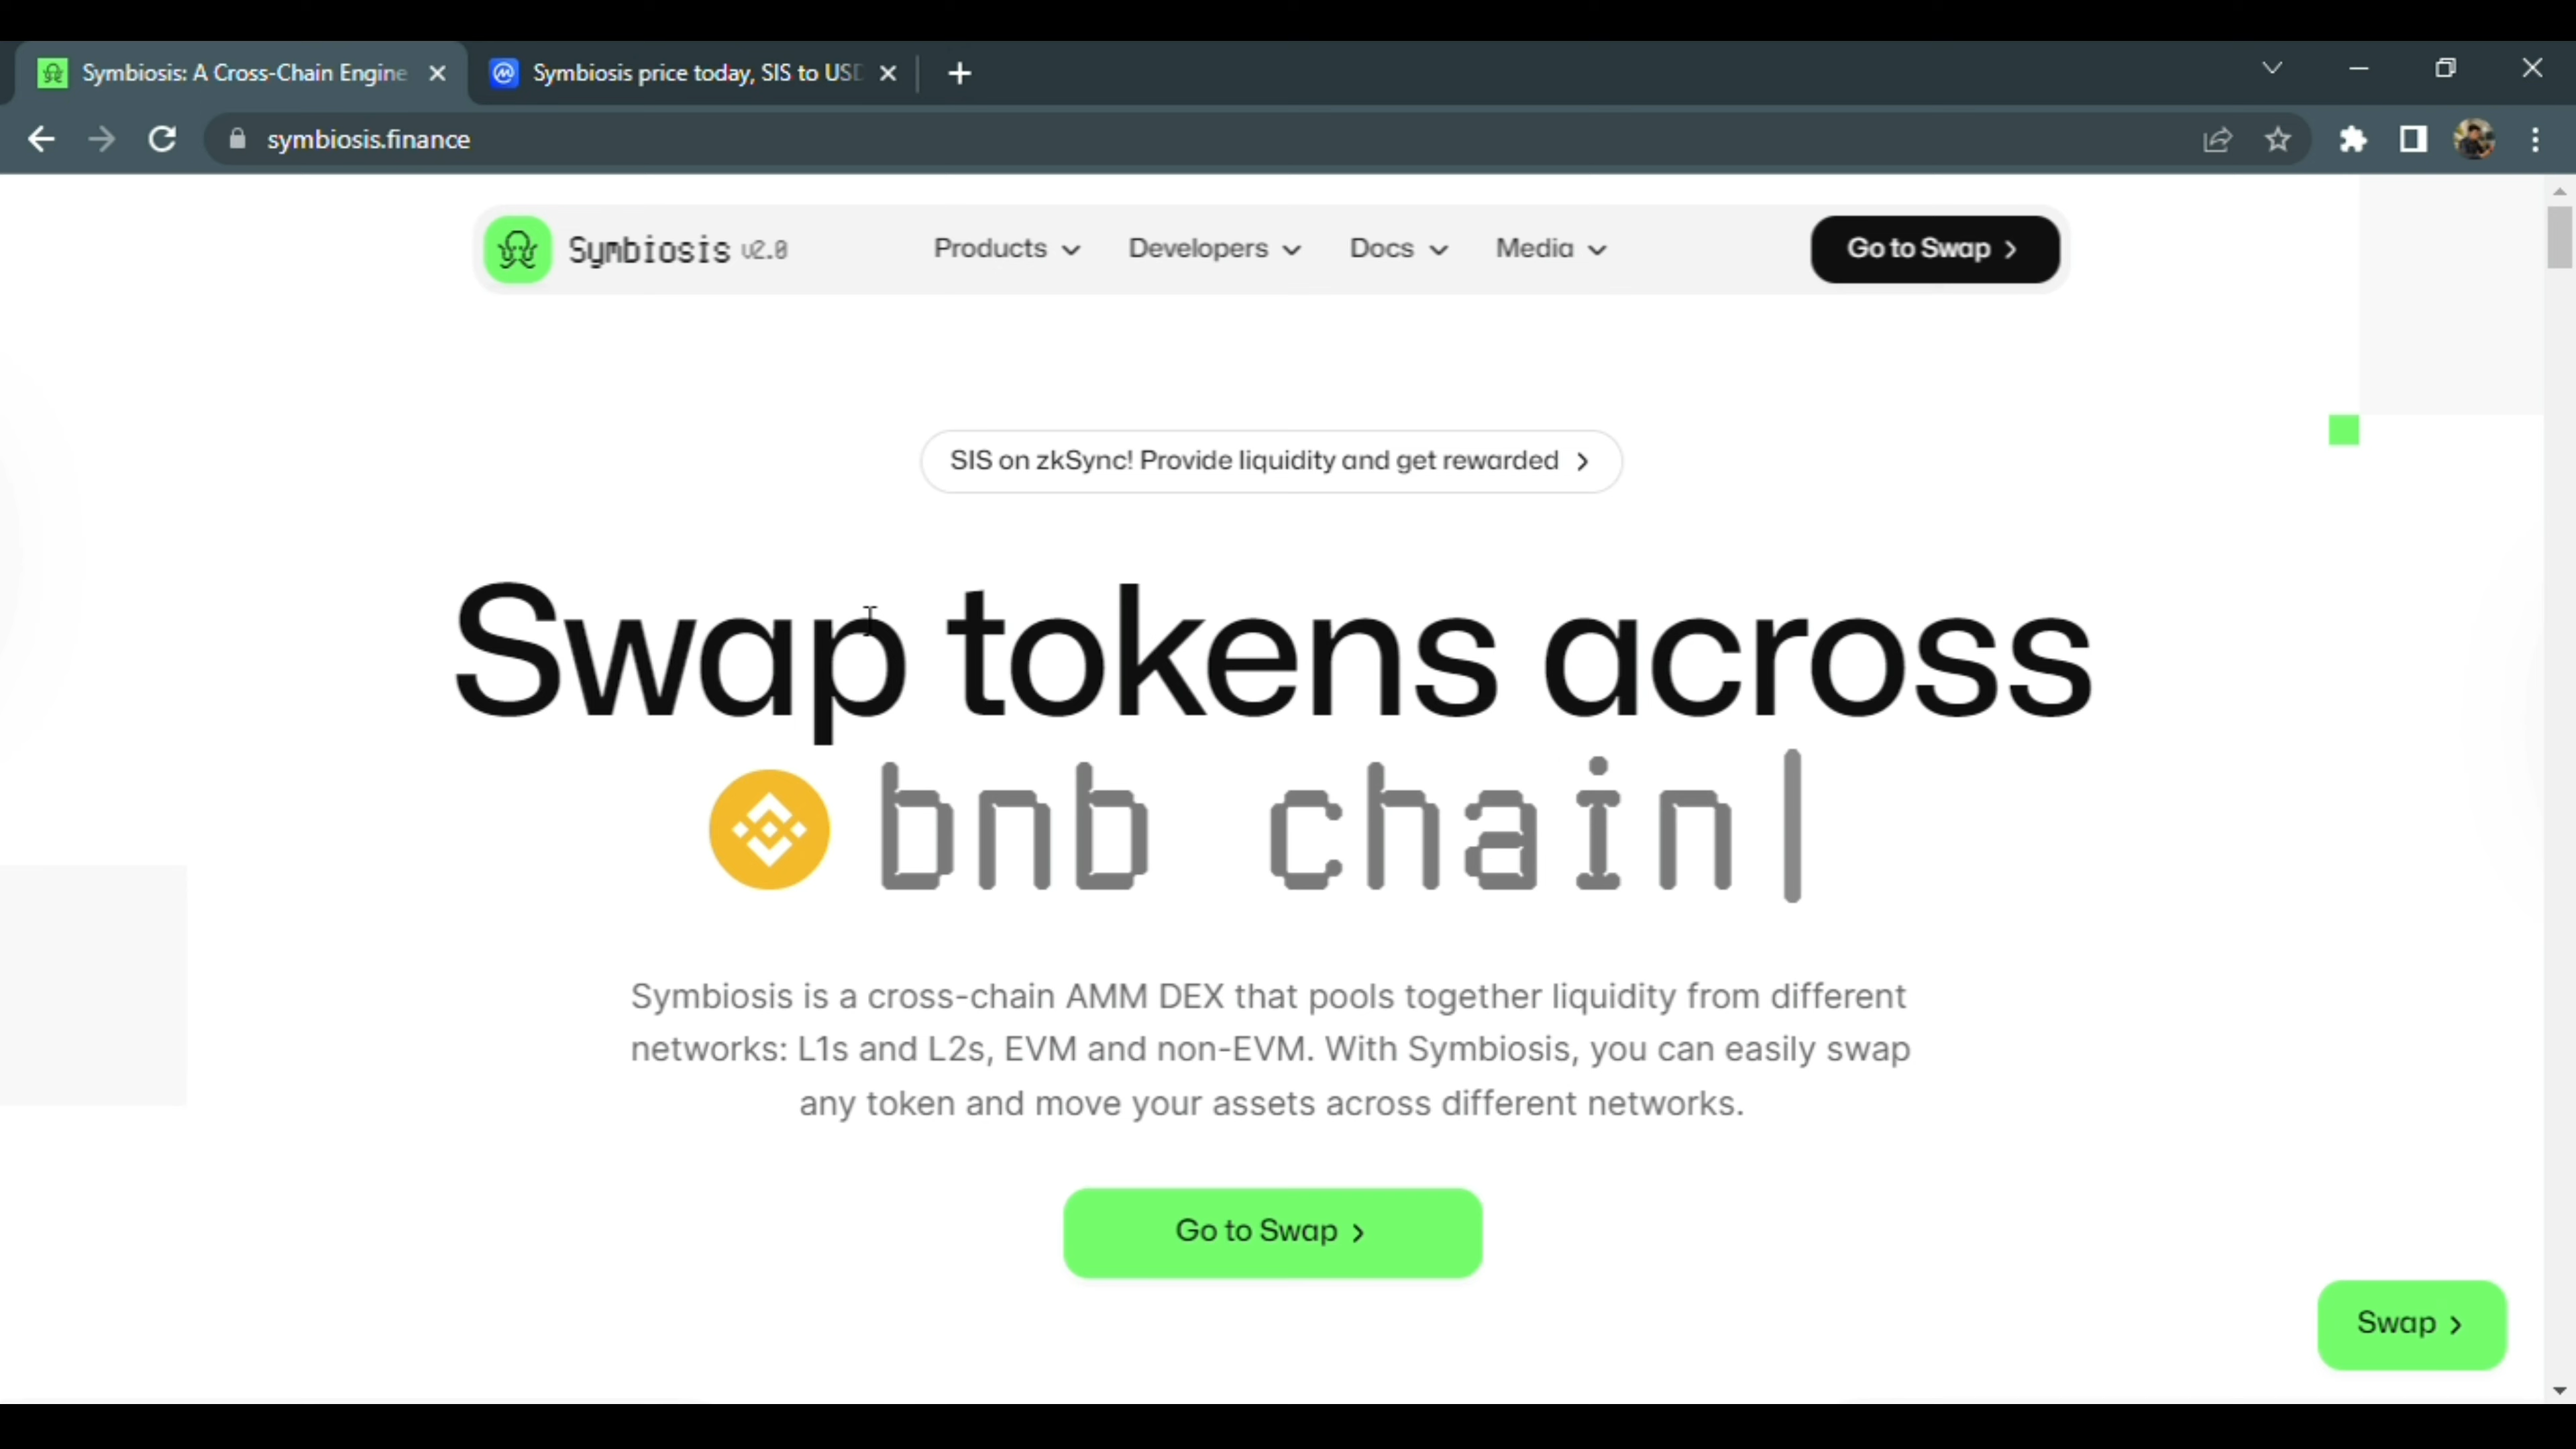 Symbiosis: A Cross-Chain Engine
Symbiosis price today, SIS to USD
symbiosis.finance
Symbiosis v2.0
Products
Developers
Docs
Media
Go to Swap
SIS on zkSync! Provide liquidity and get rewarded
Swap tokens across
bnb chain
Symbiosis is a cross-chain AMM DEX that pools together liquidity from different
networks: L1s and L2s, EVM and non-EVM. With Symbiosis, you can easily swap
any token and move your assets across different networks.
Go to Swap
Swap